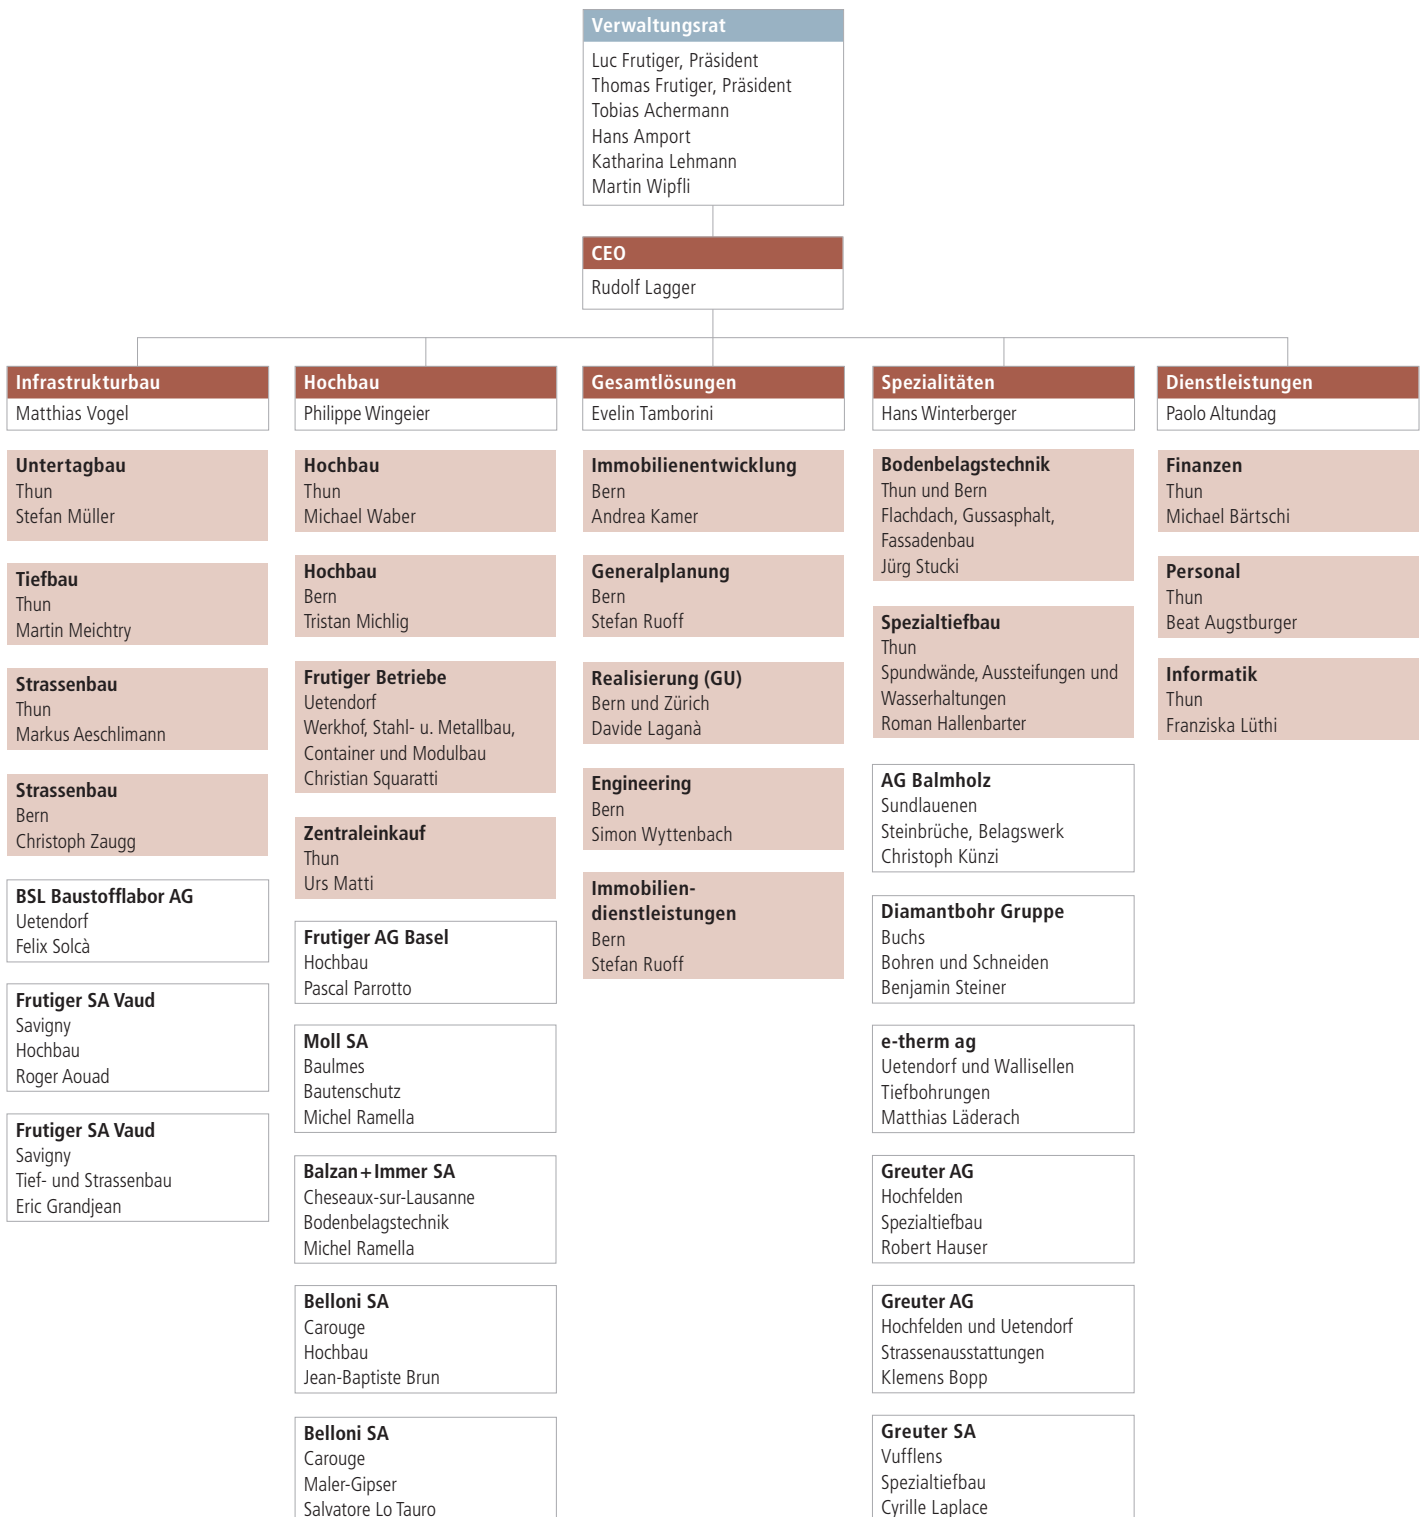 Verwaltungsrat
Luc Frutiger, Präsident
Thomas Frutiger, Präsident
Tobias Achermann
Hans Amport
Katharina Lehmann
Martin Wipfli
CEO
Rudolf Lagger
Infrastrukturbau
Matthias Vogel
Untertagbau
Thun
Stefan Müller
Tiefbau
Thun
Martin Meichtry
Strassenbau
Thun
Markus Aeschlimann
Strassenbau
Bern
Christoph Zaugg
BSL Baustofflabor AG
Uetendorf
Felix Solcà
Frutiger SA Vaud
Savigny
Hochbau
Roger Aouad
Frutiger SA Vaud
Savigny
Tief- und Strassenbau
Eric Grandjean
Hochbau
Philippe Wingeier
Hochbau
Thun
Michael Waber
Hochbau
Bern
Tristan Michlig
Frutiger Betriebe
Uetendorf
Werkhof, Stahl- u. Metallbau,
Container und Modulbau
Christian Squaratti
Zentraleinkauf
Thun
Urs Matti
Frutiger AG Basel
Hochbau
Pascal Parrotto
Moll SA
Baulmes
Bautenschutz
Michel Ramella
Balzan+Immer SA
Cheseaux-sur-Lausanne
Bodenbelagstechnik
Michel Ramella
Belloni SA
Carouge
Hochbau
Jean-Baptiste Brun
Belloni SA
Carouge
Maler-Gipser
Salvatore Lo Tauro
Gesamtlösungen
Evelin Tamborini
Immobilienentwicklung
Bern
Andrea Kamer
Generalplanung
Bern
Stefan Ruoff
Realisierung (GU)
Bern und Zürich
Davide Laganà
Engineering
Bern
Simon Wyttenbach
Immobilien-
dienstleistungen
Bern
Stefan Ruoff
Spezialitäten
Hans Winterberger
Bodenbelagstechnik
Thun und Bern
Flachdach, Gussasphalt,
Fassadenbau
Jürg Stucki
Spezialtiefbau
Thun
Spundwände, Aussteifungen und
Wasserhaltungen
Roman Hallenbarter
AG Balmholz
Sundlauenen
Steinbrüche, Belagswerk
Christoph Künzi
Diamantbohr Gruppe
Buchs
Bohren und Schneiden
Benjamin Steiner
e-therm ag
Uetendorf und Wallisellen
Tiefbohrungen
Matthias Läderach
Greuter AG
Hochfelden
Spezialtiefbau
Robert Hauser
Greuter AG
Hochfelden und Uetendorf
Strassenausstattungen
Klemens Bopp
Greuter SA
Vufflens
Spezialtiefbau
Cyrille Laplace
Dienstleistungen
Paolo Altundag
Finanzen
Thun
Michael Bärtschi
Personal
Thun
Beat Augstburger
Informatik
Thun
Franziska Lüthi